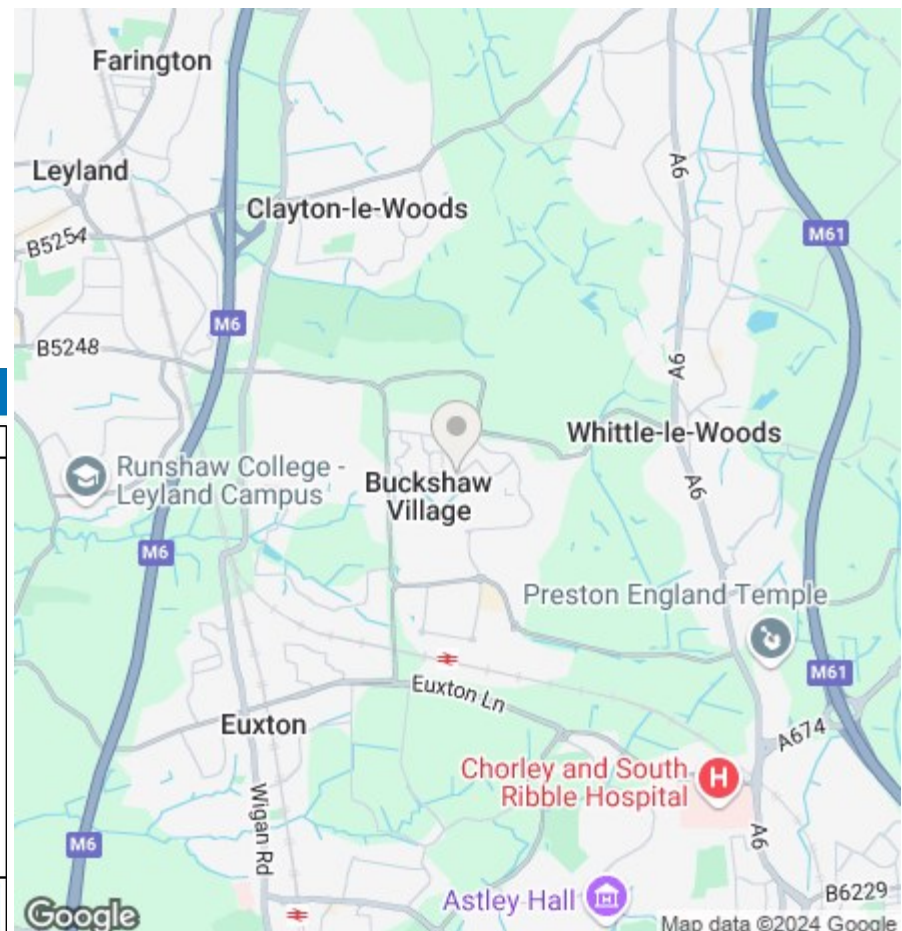 Farington
Leyland
Clayton-le-Woods
B5254
A6
M61
M6
B5248
A6
Whittle-le-Woods
Runshaw College -
Leyland Campus
Buckshaw
Village
A6
M6
Preston England Temple
M61
Euxton Ln
Euxton
A674
Chorley and South
Ribble Hospital
H
Wigan Rd
M6
A6
Astley Hall
B6229
Google
Map data ©2024 Google